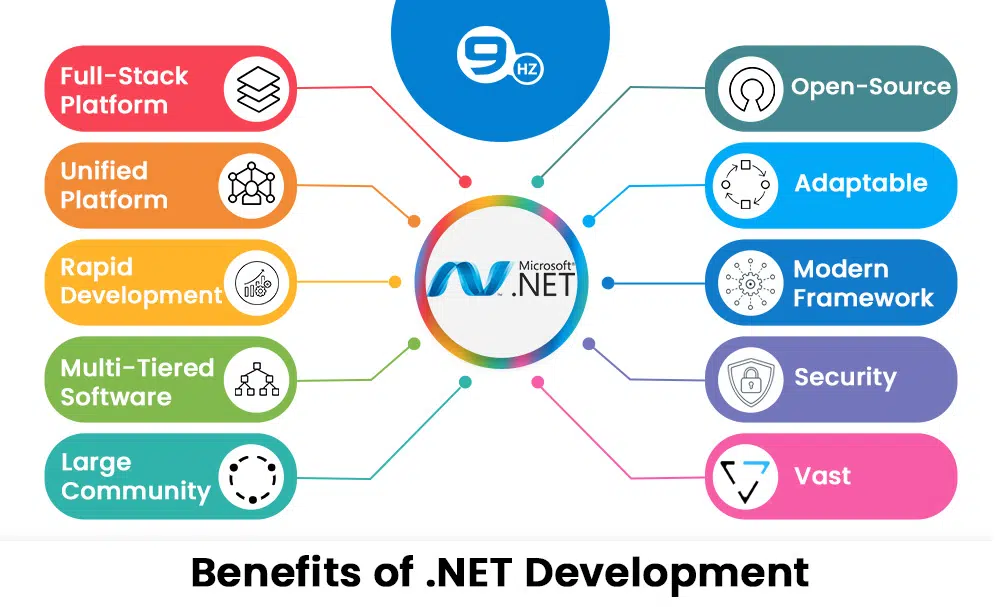 9
HZ
Full-Stack
Platform
Unified
Platform
Rapid
Development
Multi-Tiered
Software
Large
Community
Microsoft®
.NET
™
Open-Source
Adaptable
Modern
Framework
Security
Vast
Benefits of .NET Development